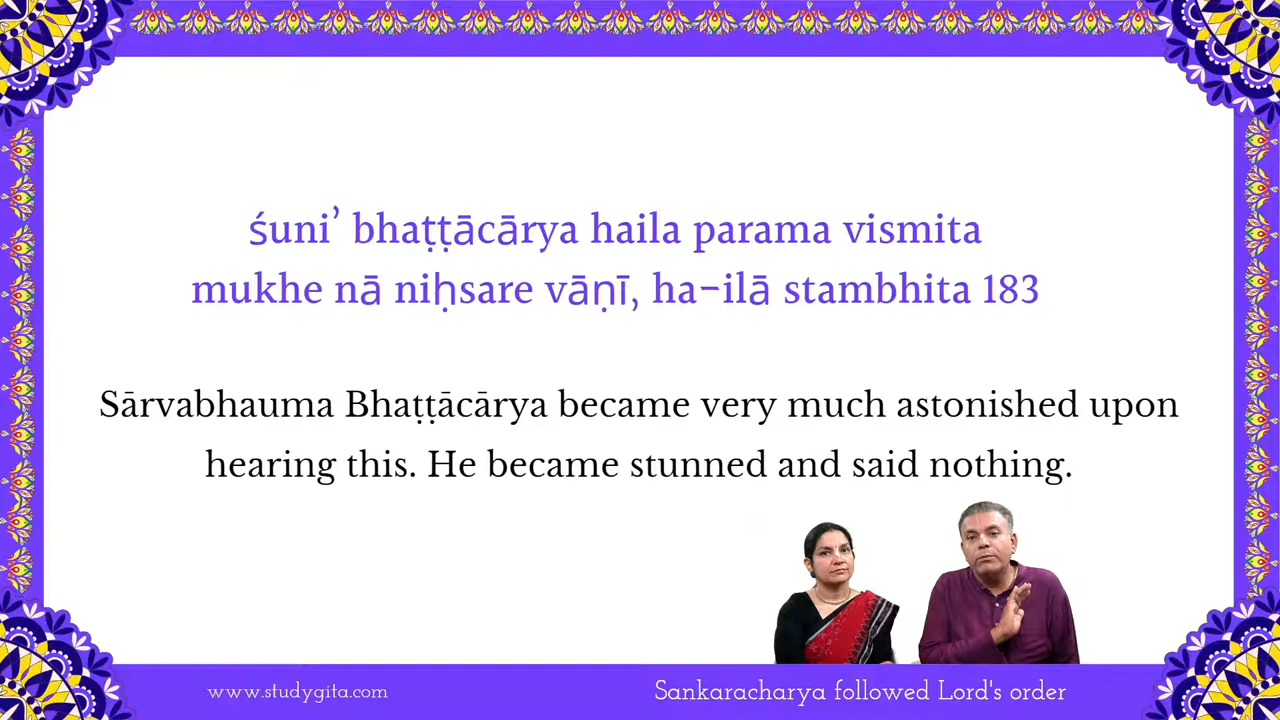 śuni’ bhaṭṭācārya haila parama vismita
mukhe nā niḥsare vāṇī, ha-ilā stambhita 183
Sārvabhauma Bhaṭṭācārya became very much astonished upon
hearing this. He became stunned and said nothing.
www.studygita.com
Sankaracharya followed Lord's order